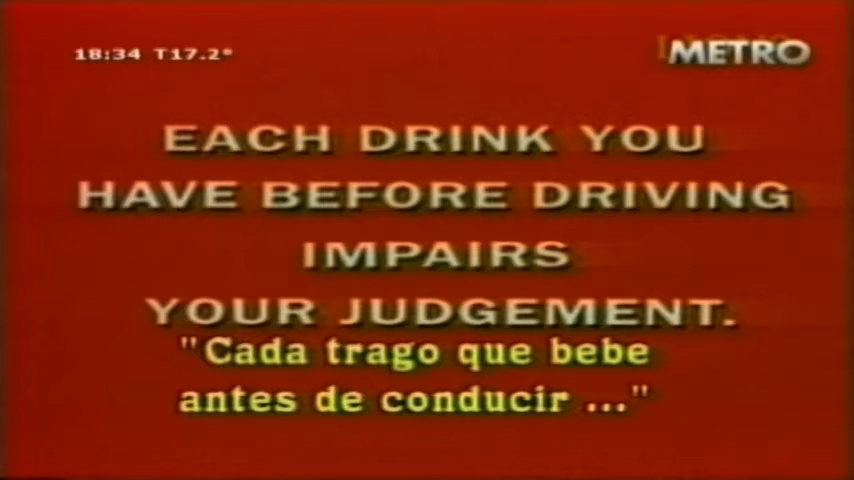 18:34 T17.2°
METRO
EACH DRINK YOU
HAVE BEFORE DRIVING
IMPAIRS
YOUR JUDGEMENT.
"Cada trago que bebe
antes de conducir ..."